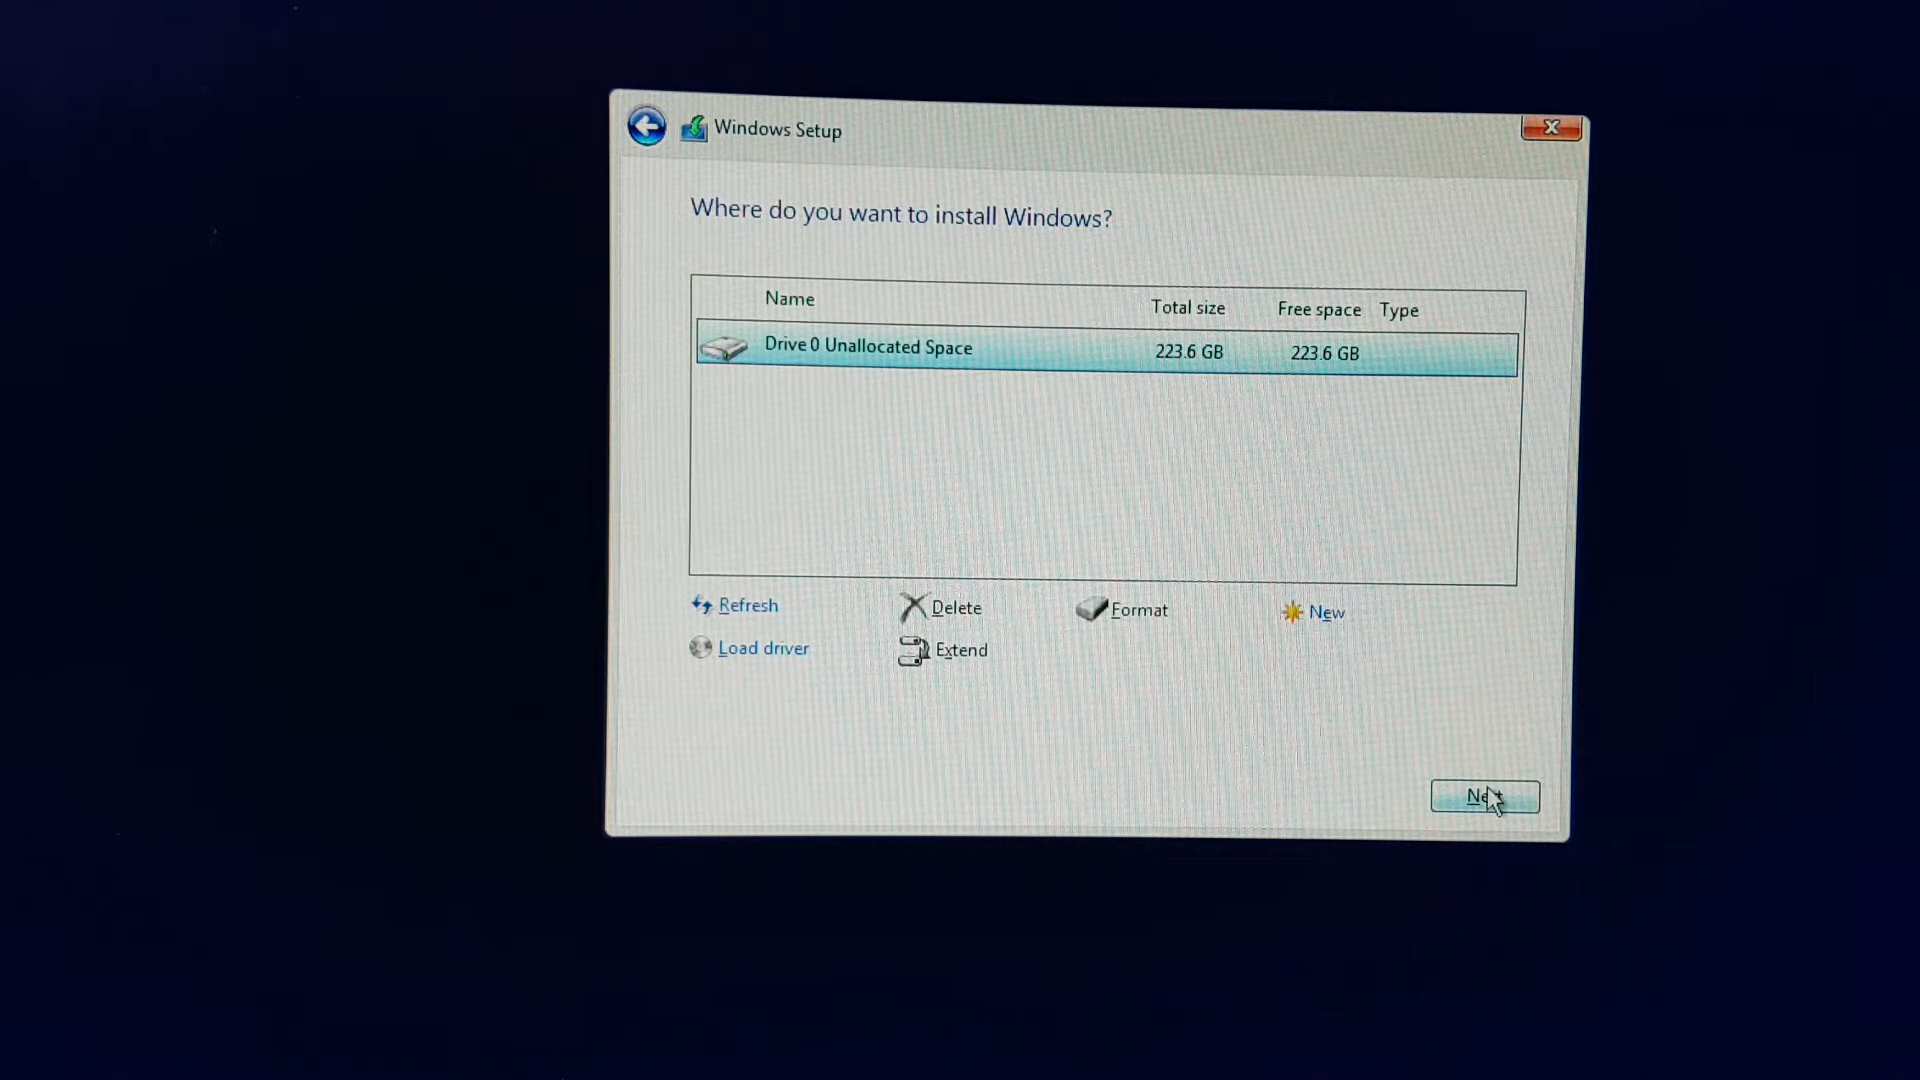 Windows Setup
Where do you want to install Windows?
Name Total size Free space Type
Drive 0 Unallocated Space 223.6 GB 223.6 GB
Refresh Delete Format New
Load driver Extend
Next